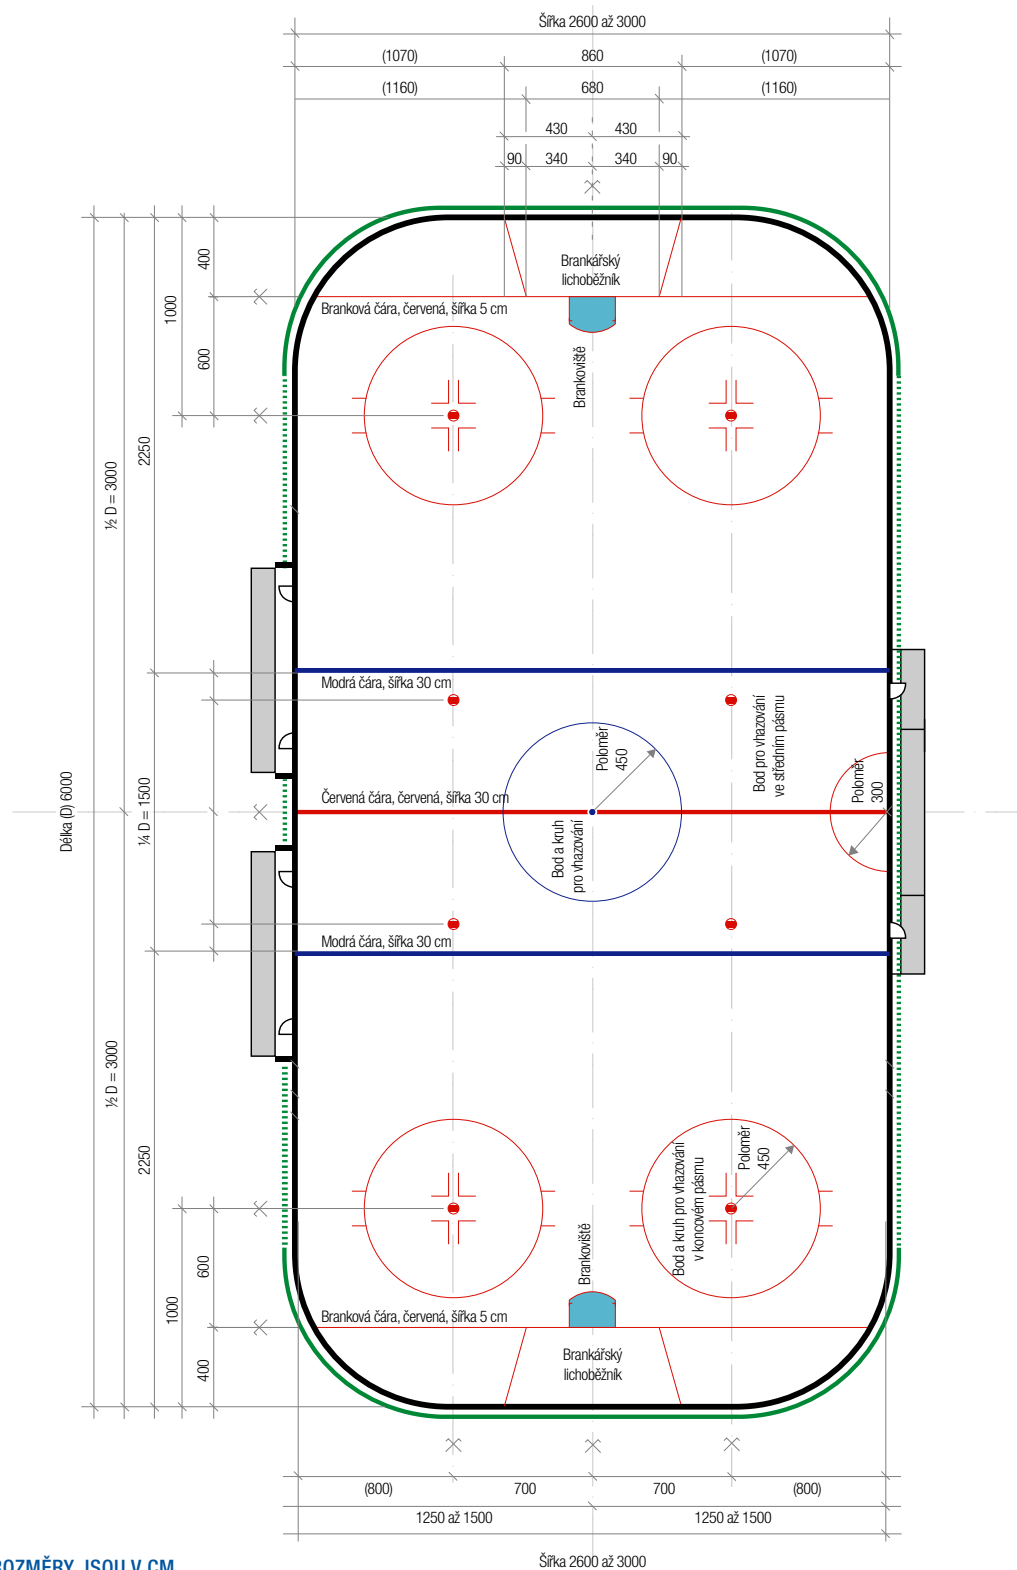 Šířka 2600 až 3000
(1070)
860
(1070)
(1160)
680
(1160)
430
430
90
340
340
90
Brankářský
lichoběžník
Branková čára, červená, šířka 5 cm
Brankoviště
400
1000
600
2250
½ D = 3000
Modrá čára, šířka 30 cm
Poloměr
450
Bod pro vhazování
ve středním pásmu
Poloměr
300
Červená čára, červená, šířka 30 cm
Bod a kruh
pro vhazování
Délka (D) 6000
¼ D = 1500
Modrá čára, šířka 30 cm
½ D = 3000
2250
Poloměr
450
Bod a kruh pro vhazování
v koncovém pásmu
Brankoviště
600
1000
400
Branková čára, červená, šířka 5 cm
Brankářský
lichoběžník
(800)
700
700
(800)
1250 až 1500
1250 až 1500
Šířka 2600 až 3000
ROZMĚRY JSOU V CM